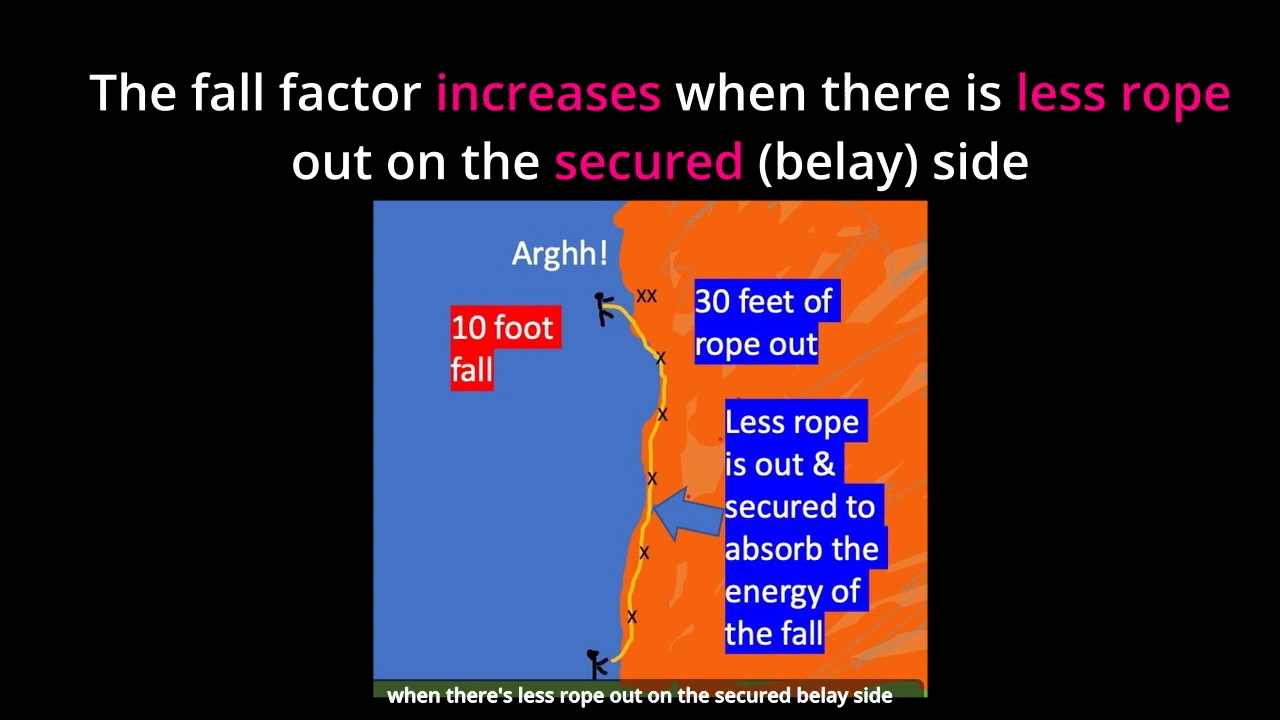 The fall factor increases when there is less rope
out on the secured (belay) side
Arghh!
XX
10 foot
fall
30 feet of
rope out
X
X
Less rope
is out &
secured to
absorb the
energy of
the fall
X
X
X
when there's less rope out on the secured belay side